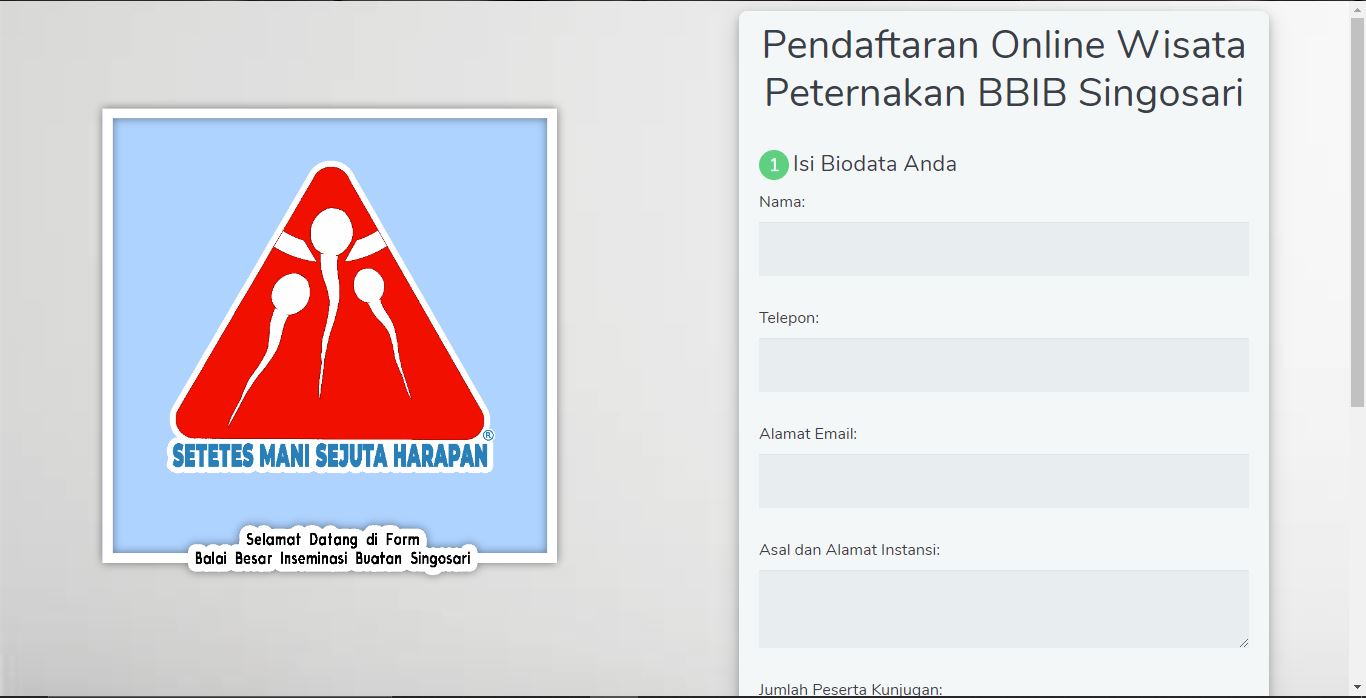 Pendaftaran Online Wisata
Peternakan BBIB Singosari
1 Isi Biodata Anda
Nama:
Telepon:
Alamat Email:
Asal dan Alamat Instansi:
Jumlah Peserta Kunjugan:
®
SETETES MANI SEJUTA HARAPAN
Selamat Datang di Form
Balai Besar Inseminasi Buatan Singosari